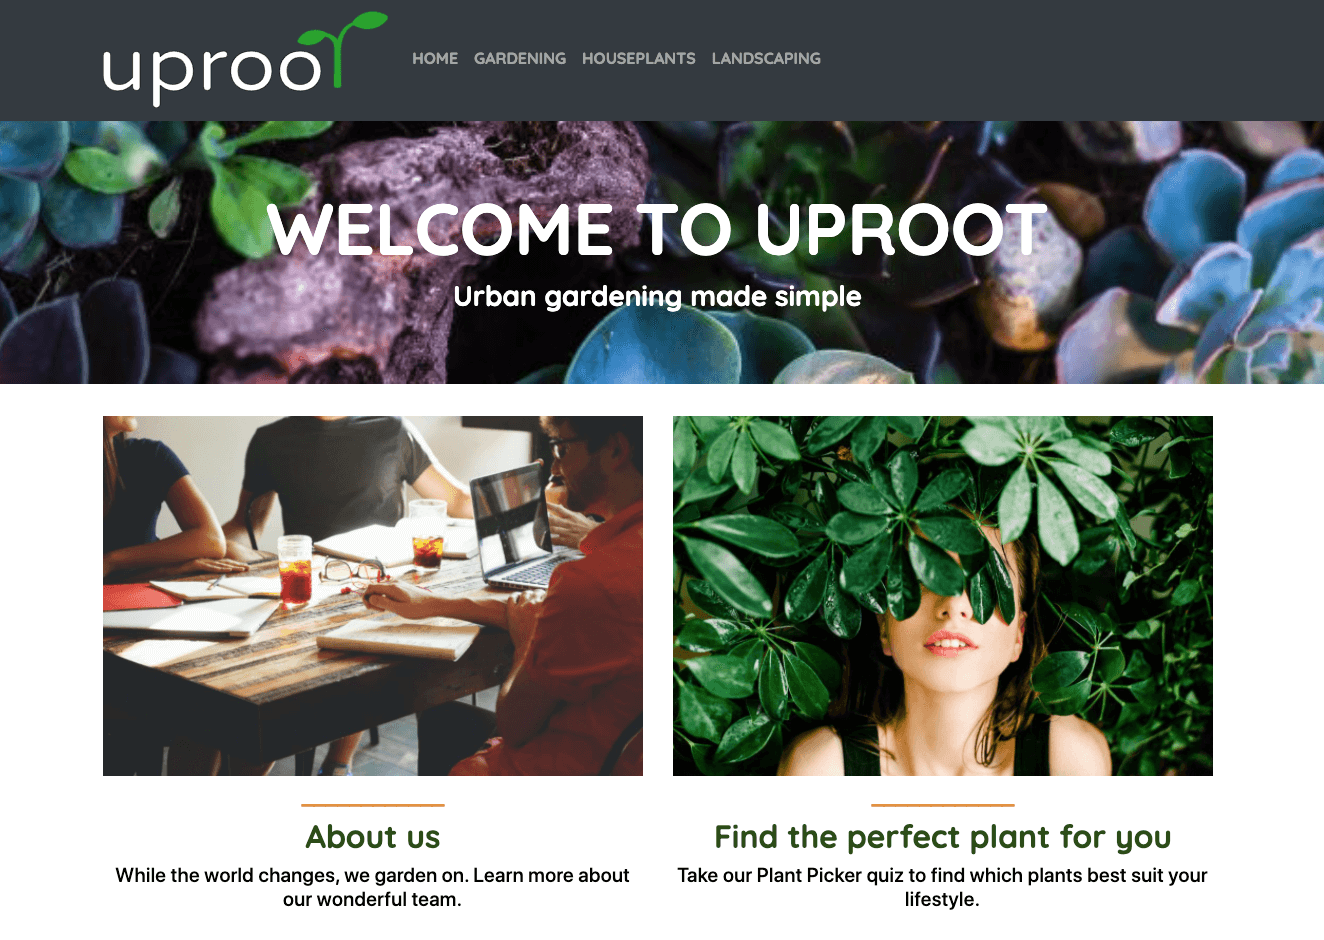 uproot
HOME GARDENING HOUSEPLANTS LANDSCAPING
WELCOME TO UPROOT
Urban gardening made simple
About us
While the world changes, we garden on. Learn more about
our wonderful team.
Find the perfect plant for you
Take our Plant Picker quiz to find which plants best suit your
lifestyle.